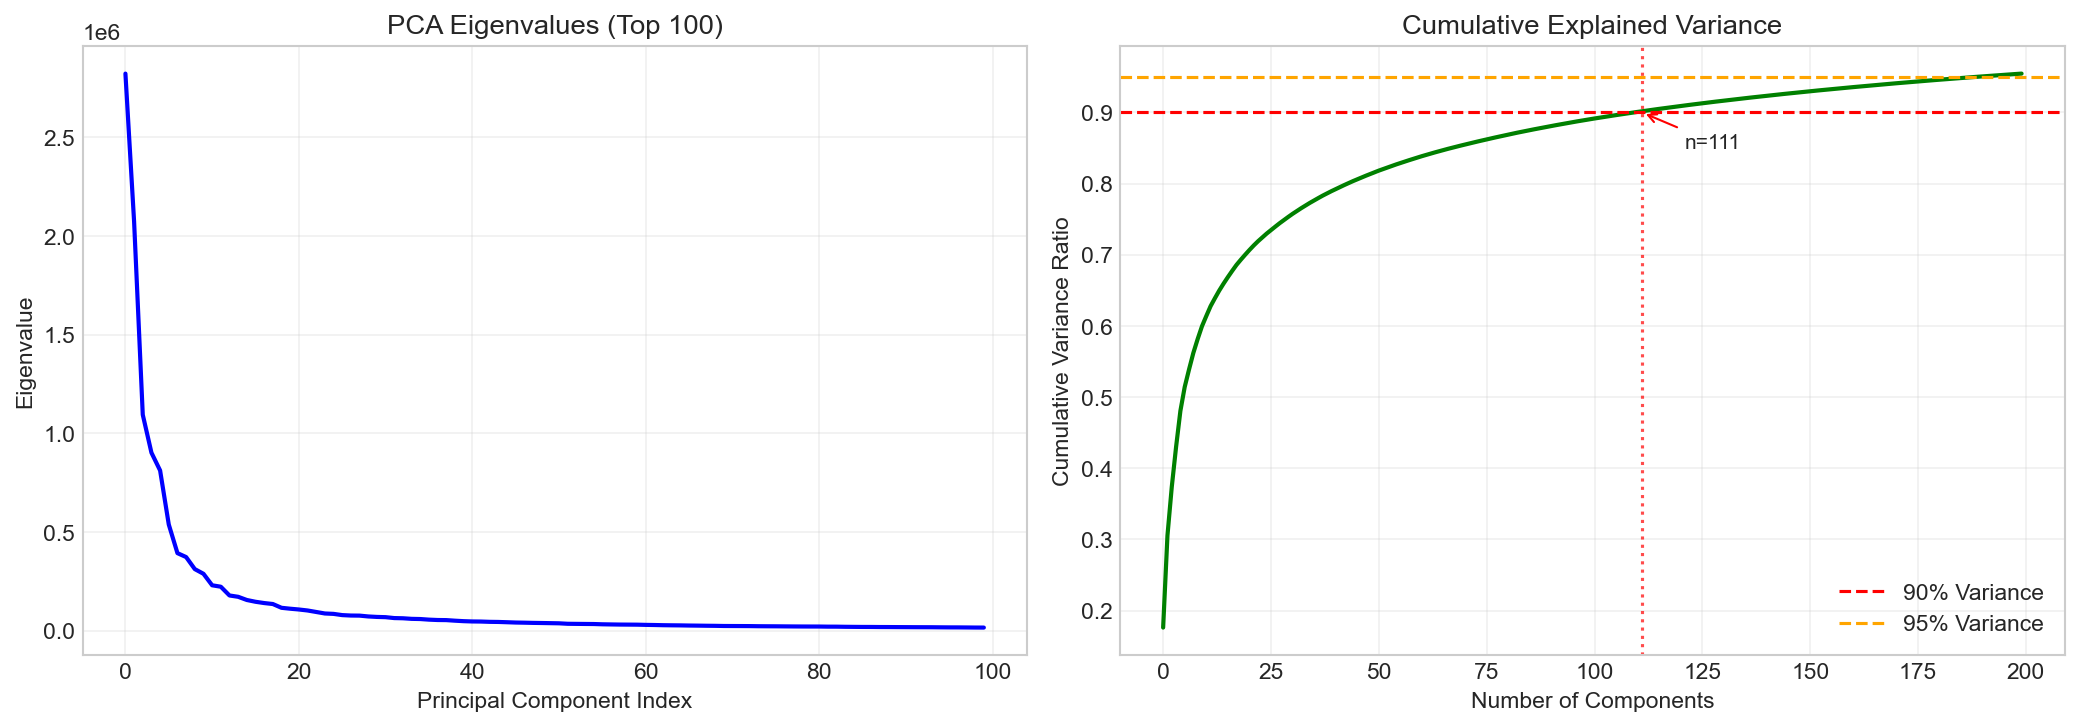 PCA Eigenvalues (Top 100)
1e6
2.5
2.0
1.5
1.0
0.5
0.0
Eigenvalue
0 20 40 60 80 100
Principal Component Index
Cumulative Explained Variance
0.9
0.8
0.7
0.6
0.5
0.4
0.3
0.2
Cumulative Variance Ratio
n=111
90% Variance
95% Variance
0 25 50 75 100 125 150 175 200
Number of Components